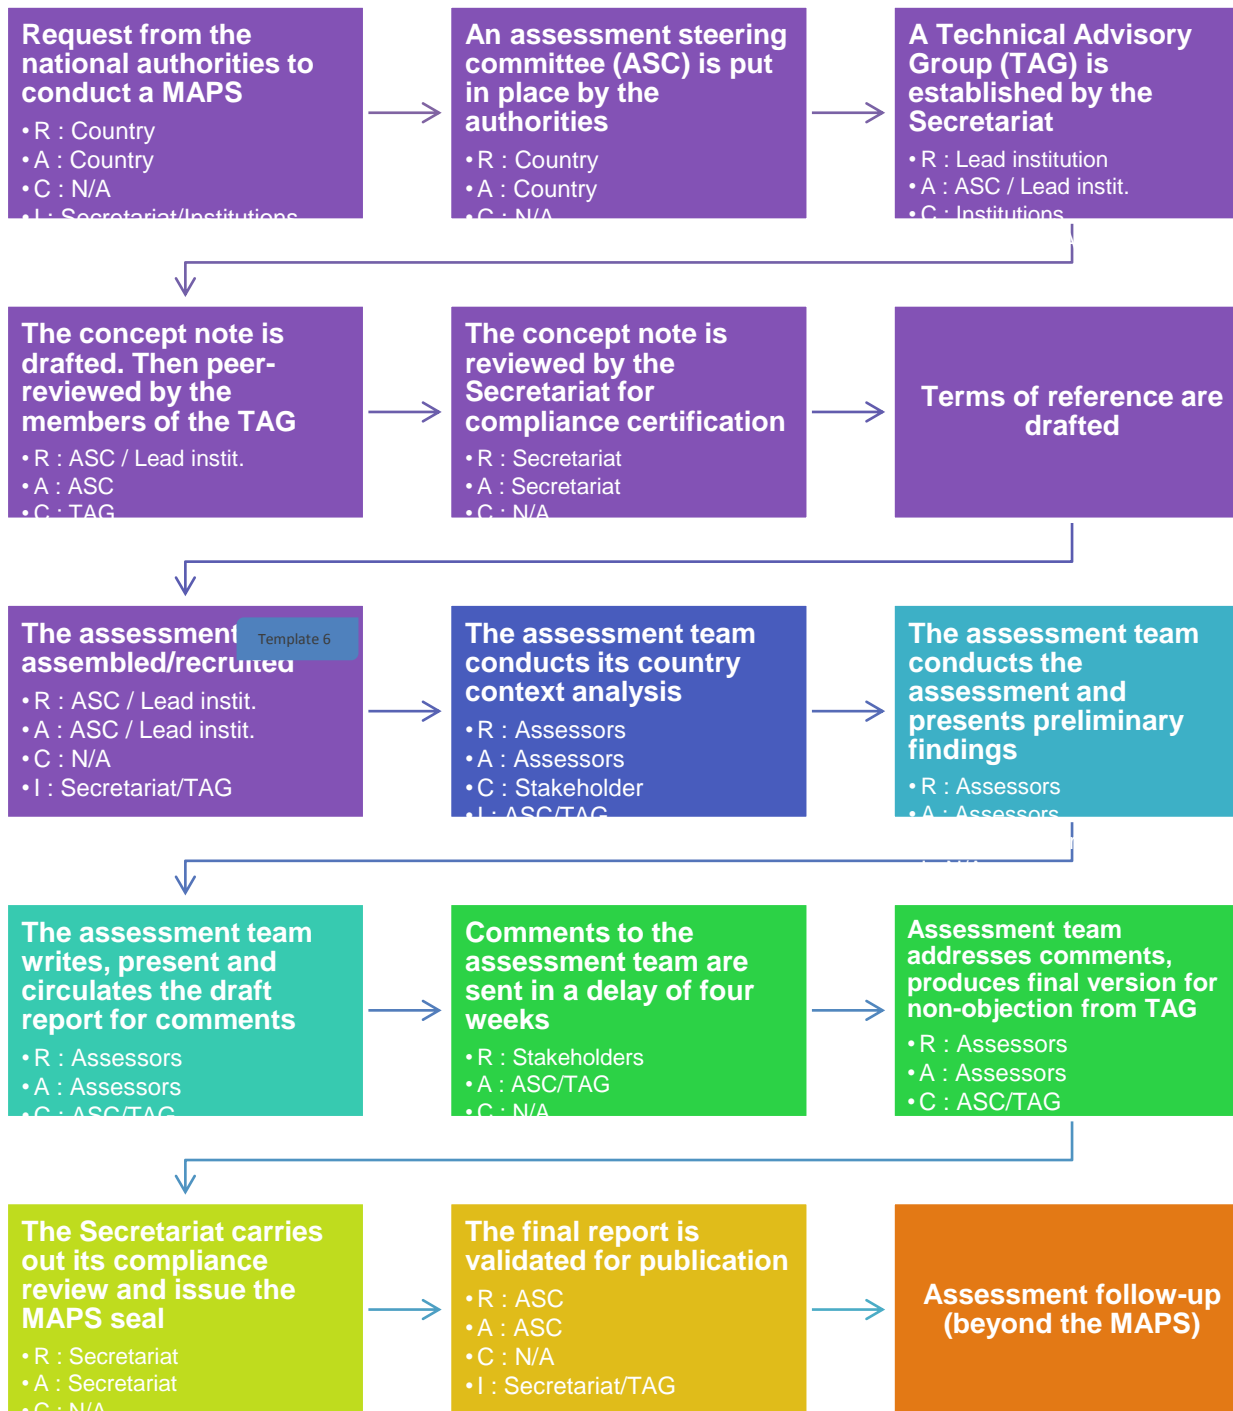 Request from the
national authorities to
conduct a MAPS
• R : Country
• A : Country
• C : N/A
• I : Secretariat/Institutions
An assessment steering
committee (ASC) is put
in place by the
authorities
• R : Country
• A : Country
• C : N/A
A Technical Advisory
Group (TAG) is
established by the
Secretariat
• R : Lead institution
• A : ASC / Lead instit.
• C : Institutions
The concept note is
drafted. Then peer-
reviewed by the
members of the TAG
• R : ASC / Lead instit.
• A : ASC
• C : TAG
The concept note is
reviewed by the
Secretariat for
compliance certification
• R : Secretariat
• A : Secretariat
• C : N/A
Terms of reference are
drafted
The assessment
assembled/recruited
Template 6
• R : ASC / Lead instit.
• A : ASC / Lead instit.
• C : N/A
• I : Secretariat/TAG
The assessment team
conducts its country
context analysis
• R : Assessors
• A : Assessors
• C : Stakeholder
• I : ASC/TAG
The assessment team
conducts the
assessment and
presents preliminary
findings
• R : Assessors
• A : Assessors
The assessment team
writes, present and
circulates the draft
report for comments
• R : Assessors
• A : Assessors
• C : ASC/TAG
Comments to the
assessment team are
sent in a delay of four
weeks
• R : Stakeholders
• A : ASC/TAG
• C : N/A
Assessment team
addresses comments,
produces final version for
non-objection from TAG
• R : Assessors
• A : Assessors
• C : ASC/TAG
The Secretariat carries
out its compliance
review and issue the
MAPS seal
• R : Secretariat
• A : Secretariat
• C : N/A
The final report is
validated for publication
• R : ASC
• A : ASC
• C : N/A
• I : Secretariat/TAG
Assessment follow-up
(beyond the MAPS)